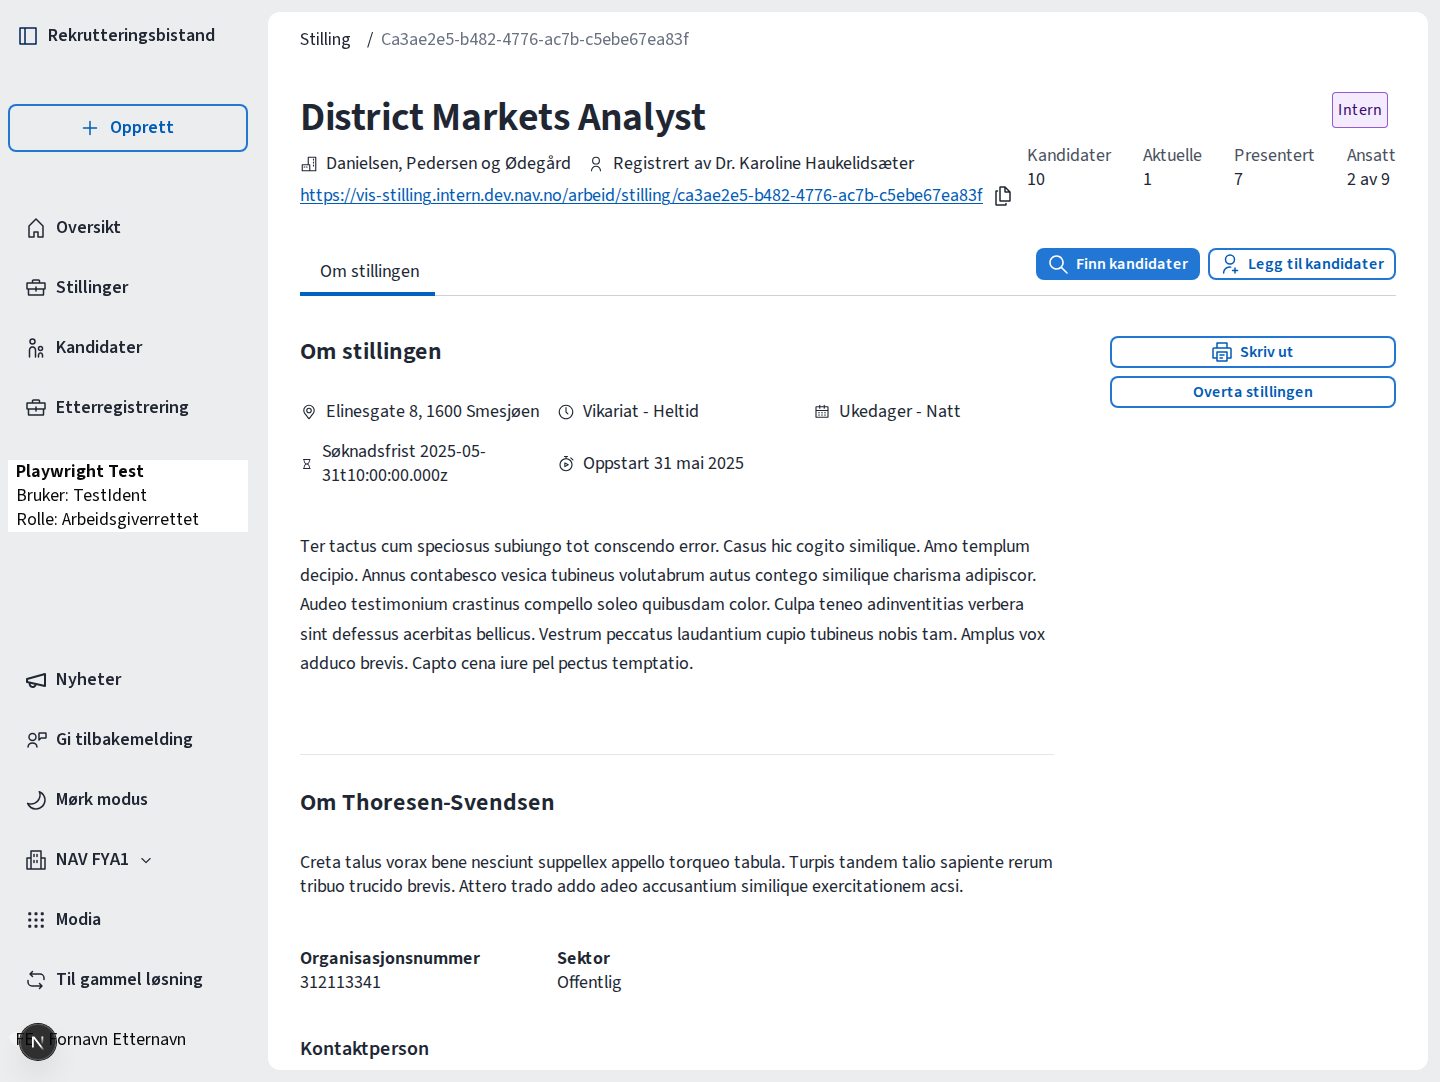 Rekrutteringsbistand
Opprett
Oversikt
Stillinger
Kandidater
Etterregistrering
Playwright Test
Bruker: TestIdent
Rolle: Arbeidsgiverrettet
Nyheter
Gi tilbakemelding
Mørk modus
NAV FYA1
Modia
Til gammel løsning
Fornavn Etternavn
Stilling / Ca3ae2e5-b482-4776-ac7b-c5ebe67ea83f
District Markets Analyst
Intern
Danielsen, Pedersen og Ødegård Registrert av Dr. Karoline Haukelidsæter
https://vis-stilling.intern.dev.nav.no/arbeid/stilling/ca3ae2e5-b482-4776-ac7b-c5ebe67ea83f
Kandidater Aktuelle Presentert Ansatt
10 1 7 2 av 9
Om stillingen
Finn kandidater Legg til kandidater
Om stillingen
Skriv ut
Overta stillingen
Elinesgate 8, 1600 Smesjøen Vikariat - Heltid Ukedager - Natt
Søknadsfrist 2025-05-
31t10:00:00.000z
Oppstart 31 mai 2025
Ter tactus cum speciosus subiungo tot conscendo error. Casus hic cogito similique. Amo templum
decipio. Annus contabesco vesica tubineus volutabrum autus contego similique charisma adipiscor.
Audeo testimonium crastinus compello soleo quibusdam color. Culpa teneo adinventitias verbera
sint defessus acerbitas bellicus. Vestrum peccatus laudantium cupio tubineus nobis tam. Amplus vox
adduco brevis. Capto cena iure pel pectus temptatio.
Om Thoresen-Svendsen
Creta talus vorax bene nesciunt suppellex appello torqueo tabula. Turpis tandem talio sapiente rerum
tribuo trucido brevis. Attero trado addo adeo accusantium similique exercitationem acsi.
Organisasjonsnummer Sektor
312113341 Offentlig
Kontaktperson